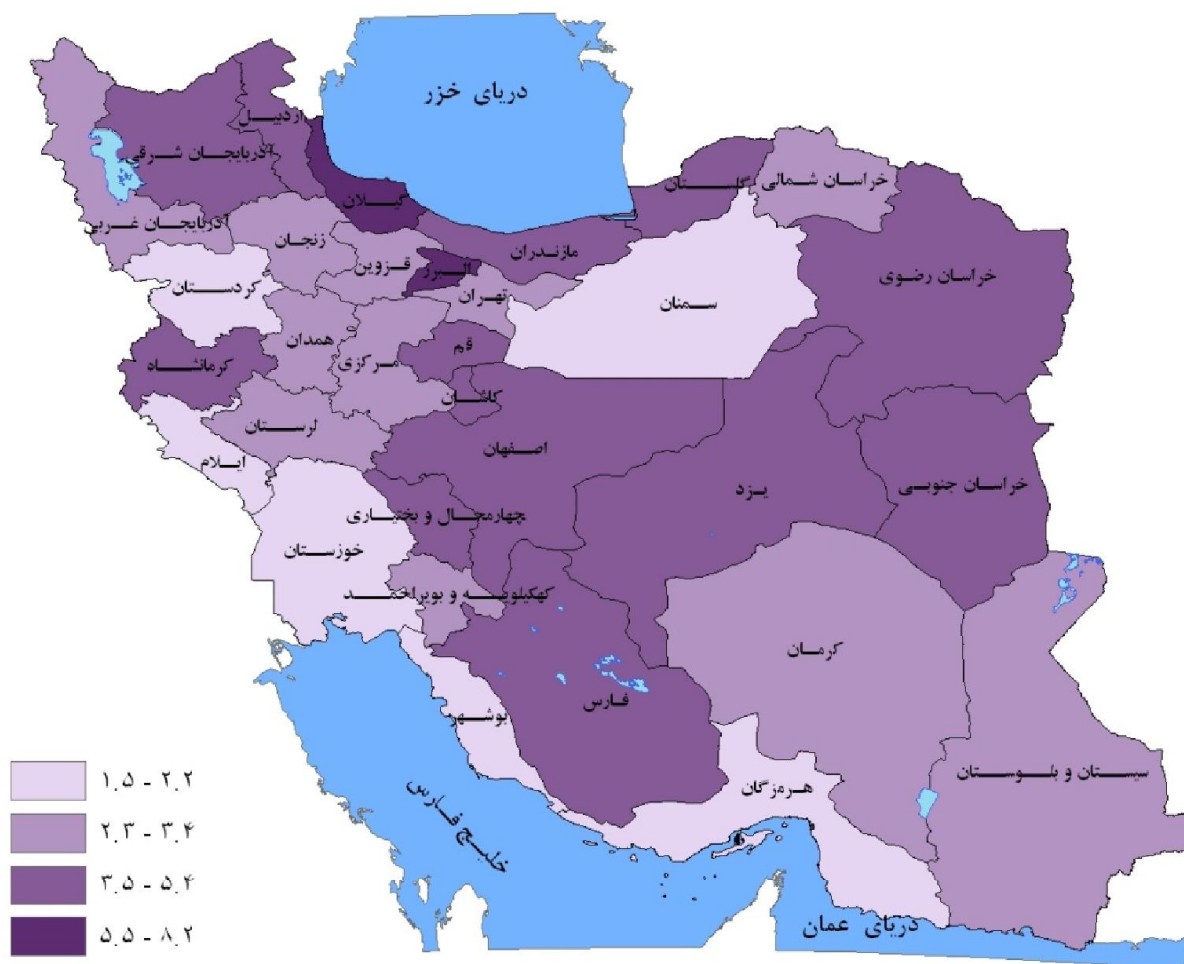 دریای خزر
اردبیل
آذربایجان شرقی
گیلان
گلستان
خراسان شمالی
آذربایجان غربی
زنجان
مازندران
قزوین
البرز
تهران
خراسان رضوی
کردستان
سمنان
همدان
مرکزی
قم
کرمانشاه
کاشان
لرستان
اصفهان
ایلام
یزد
خراسان جنوبی
چهارمحال و بختیاری
خوزستان
کهکیلویه و بویراحمد
کرمان
فارس
بوشهر
سیستان و بلوستان
هرمزگان
خلیج فارس
دریای عمان
۱.۵ - ۲.۲
۲.۳ - ۳.۴
۳.۵ - ۵.۴
۵.۵ - ۸.۲